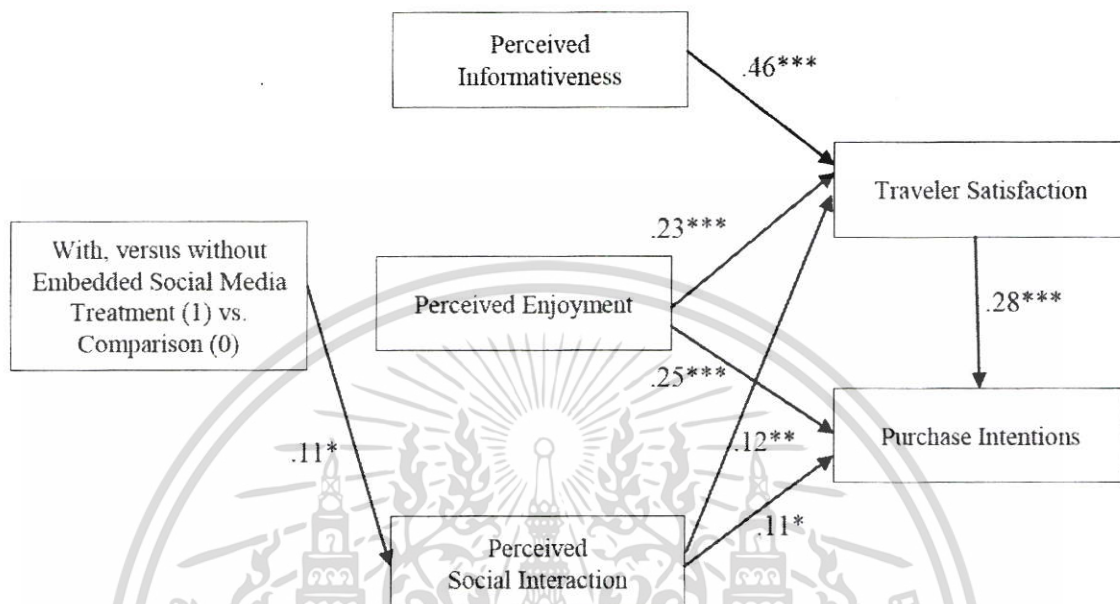 Perceived
Informativeness
.46***
Traveler Satisfaction
With, versus without
Embedded Social Media
Treatment (1) vs.
Comparison (0)
.23***
Perceived Enjoyment
.28***
.25***
Purchase Intentions
.11*
.12**
.11*
Perceived
Social Interaction